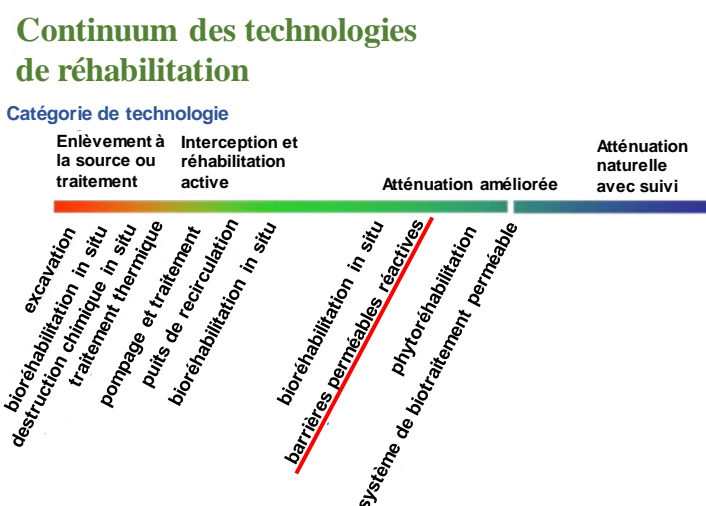 Continuum des technologies
de réhabilitation
Catégorie de technologie
Enlèvement à
la source ou
traitement
Interception et
réhabilitation
active
Atténuation améliorée
Atténuation
naturelle
avec suivi
excavation
bioréhabilitation in situ
destruction chimique in situ
traitement thermique
pompage et traitement
puits de recirculation
bioréhabilitation in situ
bioréhabilitation in situ
barrières perméables réactives
phytoréhabilitation
système de biotraitement perméable